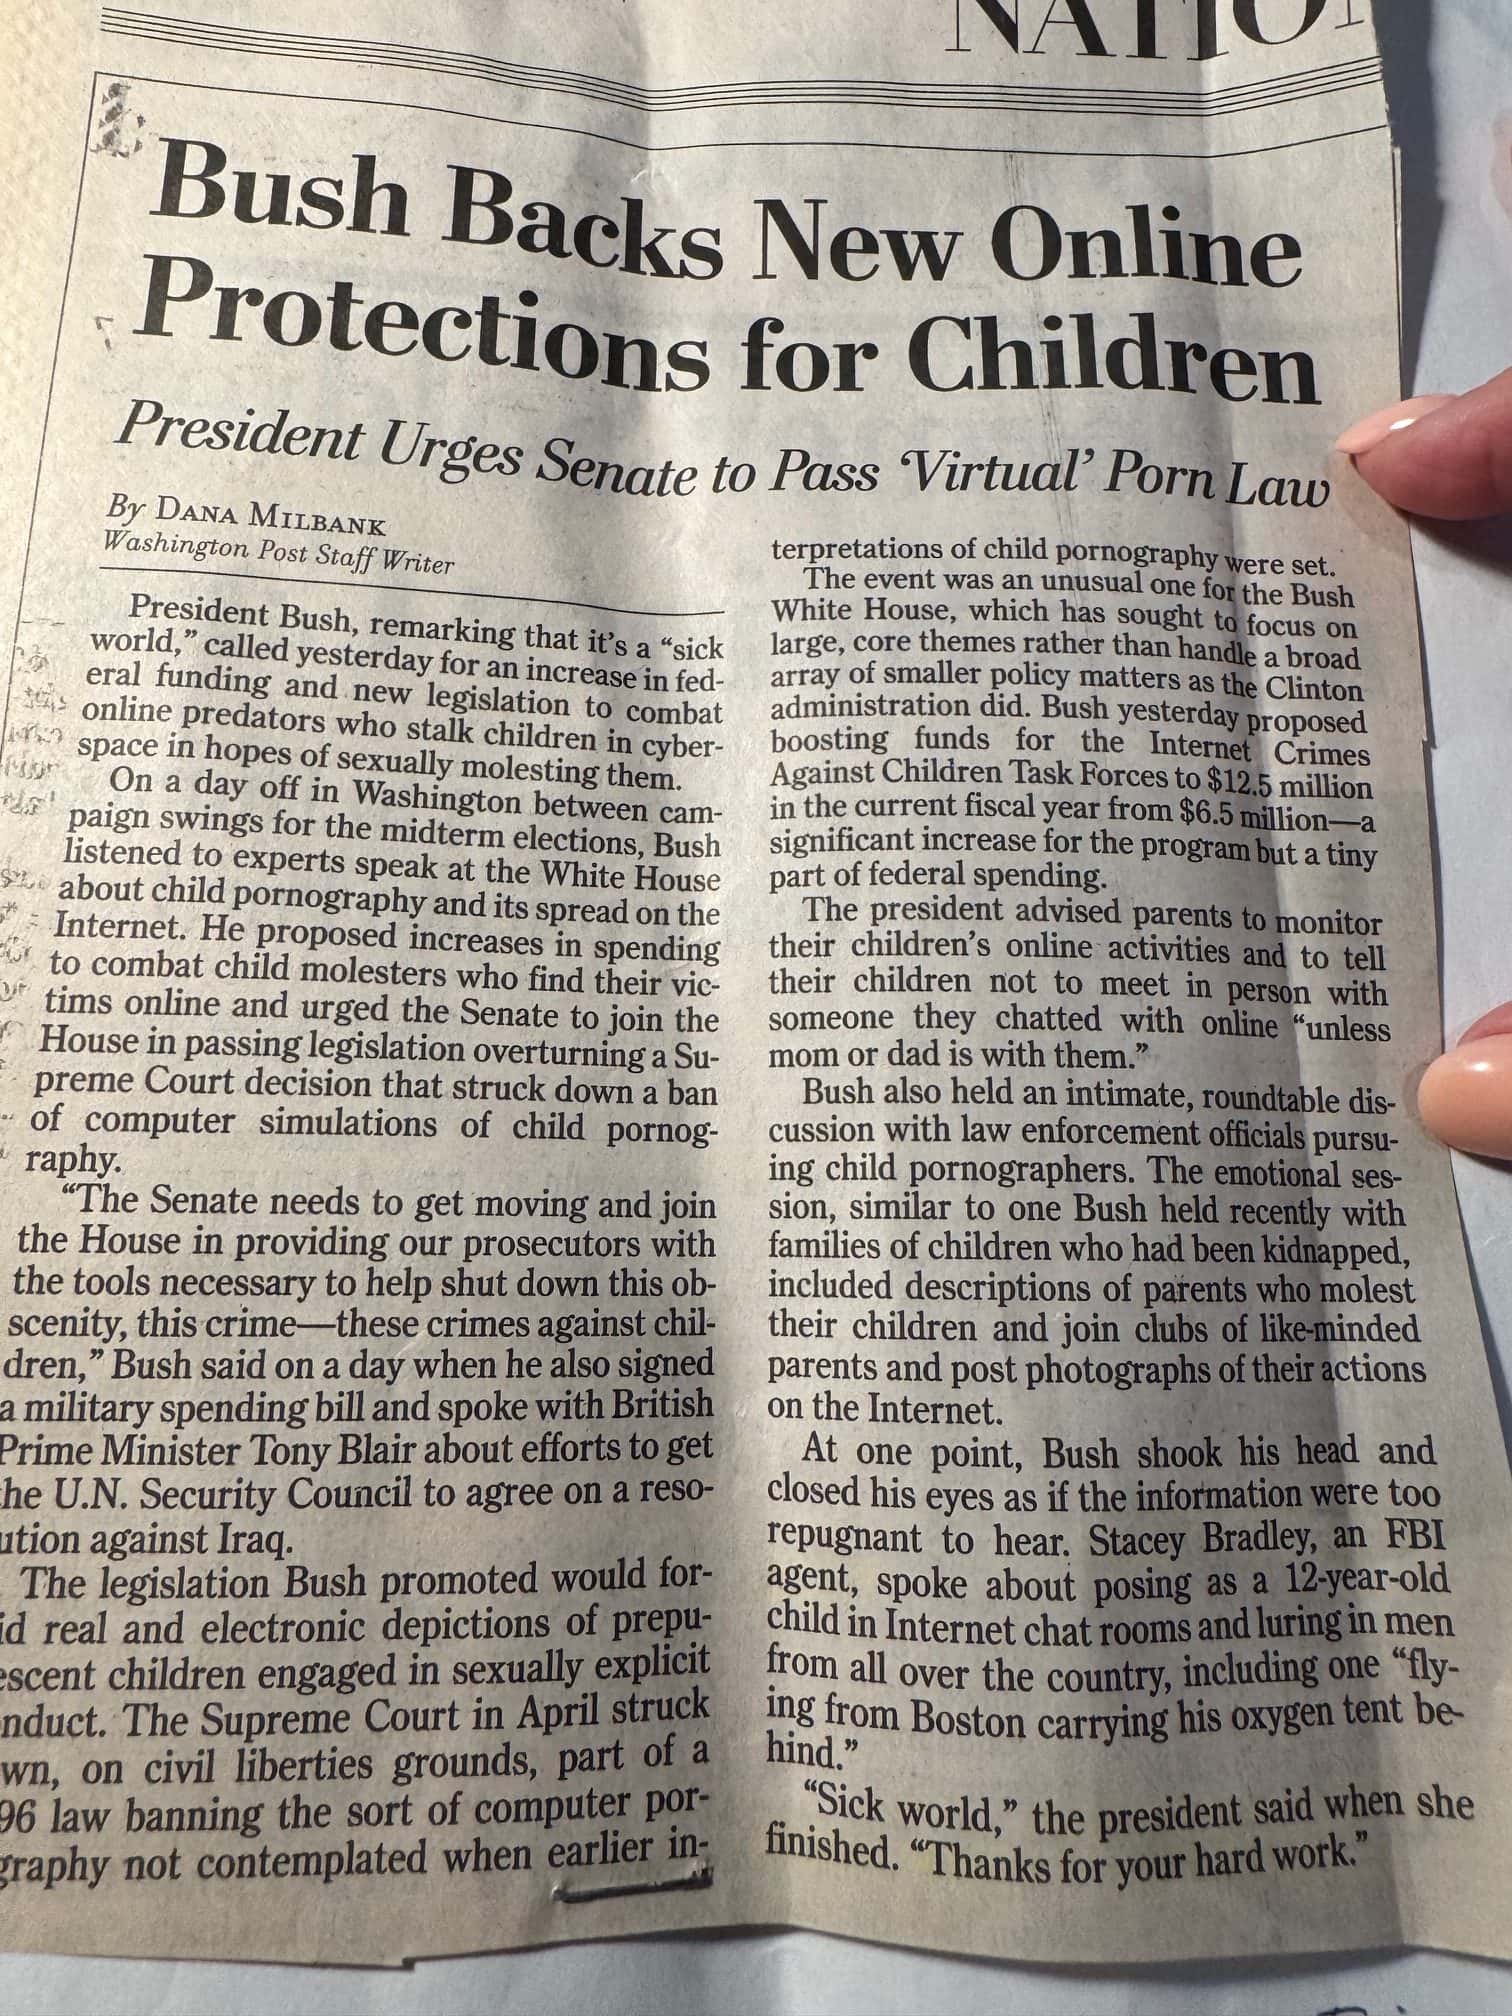 Bush Backs New Online
Protections for Children
President Urges Senate to Pass ‘Virtual’ Porn Law
By DANA MILBANK
Washington Post Staff Writer
President Bush, remarking that it's a “sick
world,” called yesterday for an increase in fed-
eral funding and new legislation to combat
online predators who stalk children in cyber-
space in hopes of sexually molesting them.
On a day off in Washington between cam-
paign swings for the midterm elections, Bush
listened to experts speak at the White House
about child pornography and its spread on the
Internet. He proposed increases in spending
to combat child molesters who find their vic-
tims online and urged the Senate to join the
House in passing legislation overturning a Su-
preme Court decision that struck down a ban
of computer simulations of child pornog-
raphy.
“The Senate needs to get moving and join
the House in providing our prosecutors with
the tools necessary to help shut down this ob-
scenity, this crime—these crimes against chil-
dren,” Bush said on a day when he also signed
a military spending bill and spoke with British
Prime Minister Tony Blair about efforts to get
he U.N. Security Council to agree on a reso-
ution against Iraq.
The legislation Bush promoted would for-
id real and electronic depictions of prepu-
escent children engaged in sexually explicit
nduct. The Supreme Court in April struck
wn, on civil liberties grounds, part of a
96 law banning the sort of computer por-
graphy not contemplated when earlier in-
terpretations of child pornography were set.
The event was an unusual one for the Bush
White House, which has sought to focus on
large, core themes rather than handle a broad
array of smaller policy matters as the Clinton
administration did. Bush yesterday proposed
boosting funds for the Internet Crimes
Against Children Task Forces to $12.5 million
in the current fiscal year from $6.5 million—a
significant increase for the program but a tiny
part of federal spending.
The president advised parents to monitor
their children's online activities and to tell
their children not to meet in person with
someone they chatted with online “unless
mom or dad is with them.”
Bush also held an intimate, roundtable dis-
cussion with law enforcement officials pursu-
ing child pornographers. The emotional ses-
sion, similar to one Bush held recently with
families of children who had been kidnapped,
included descriptions of parents who molest
their children and join clubs of like-minded
parents and post photographs of their actions
on the Internet.
At one point, Bush shook his head and
closed his eyes as if the information were too
repugnant to hear. Stacey Bradley, an FBI
agent, spoke about posing as a 12-year-old
child in Internet chat rooms and luring in men
from all over the country, including one “fly-
ing from Boston carrying his oxygen tent be-
hind.”
“Sick world,” the president said when she
finished. “Thanks for your hard work.”